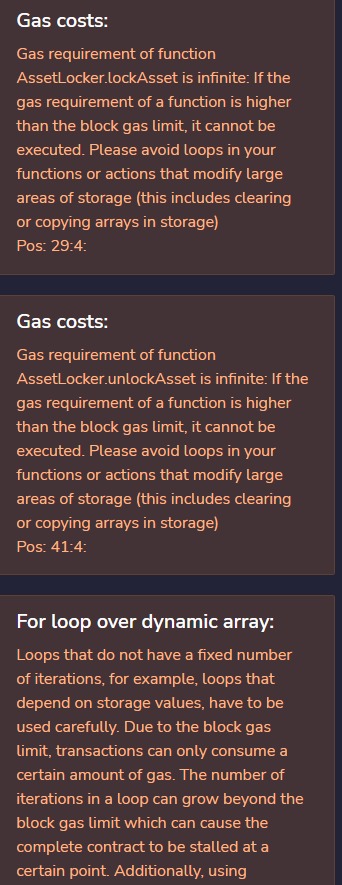 Gas costs:
Gas requirement of function
AssetLocker.lockAsset is infinite: If the
gas requirement of a function is higher
than the block gas limit, it cannot be
executed. Please avoid loops in your
functions or actions that modify large
areas of storage (this includes clearing
or copying arrays in storage)
Pos: 29:4:
Gas costs:
Gas requirement of function
AssetLocker.unlockAsset is infinite: If the
gas requirement of a function is higher
than the block gas limit, it cannot be
executed. Please avoid loops in your
functions or actions that modify large
areas of storage (this includes clearing
or copying arrays in storage)
Pos: 41:4:
For loop over dynamic array:
Loops that do not have a fixed number
of iterations, for example, loops that
depend on storage values, have to be
used carefully. Due to the block gas
limit, transactions can only consume a
certain amount of gas. The number of
iterations in a loop can grow beyond the
block gas limit which can cause the
complete contract to be stalled at a
certain point. Additionally, using